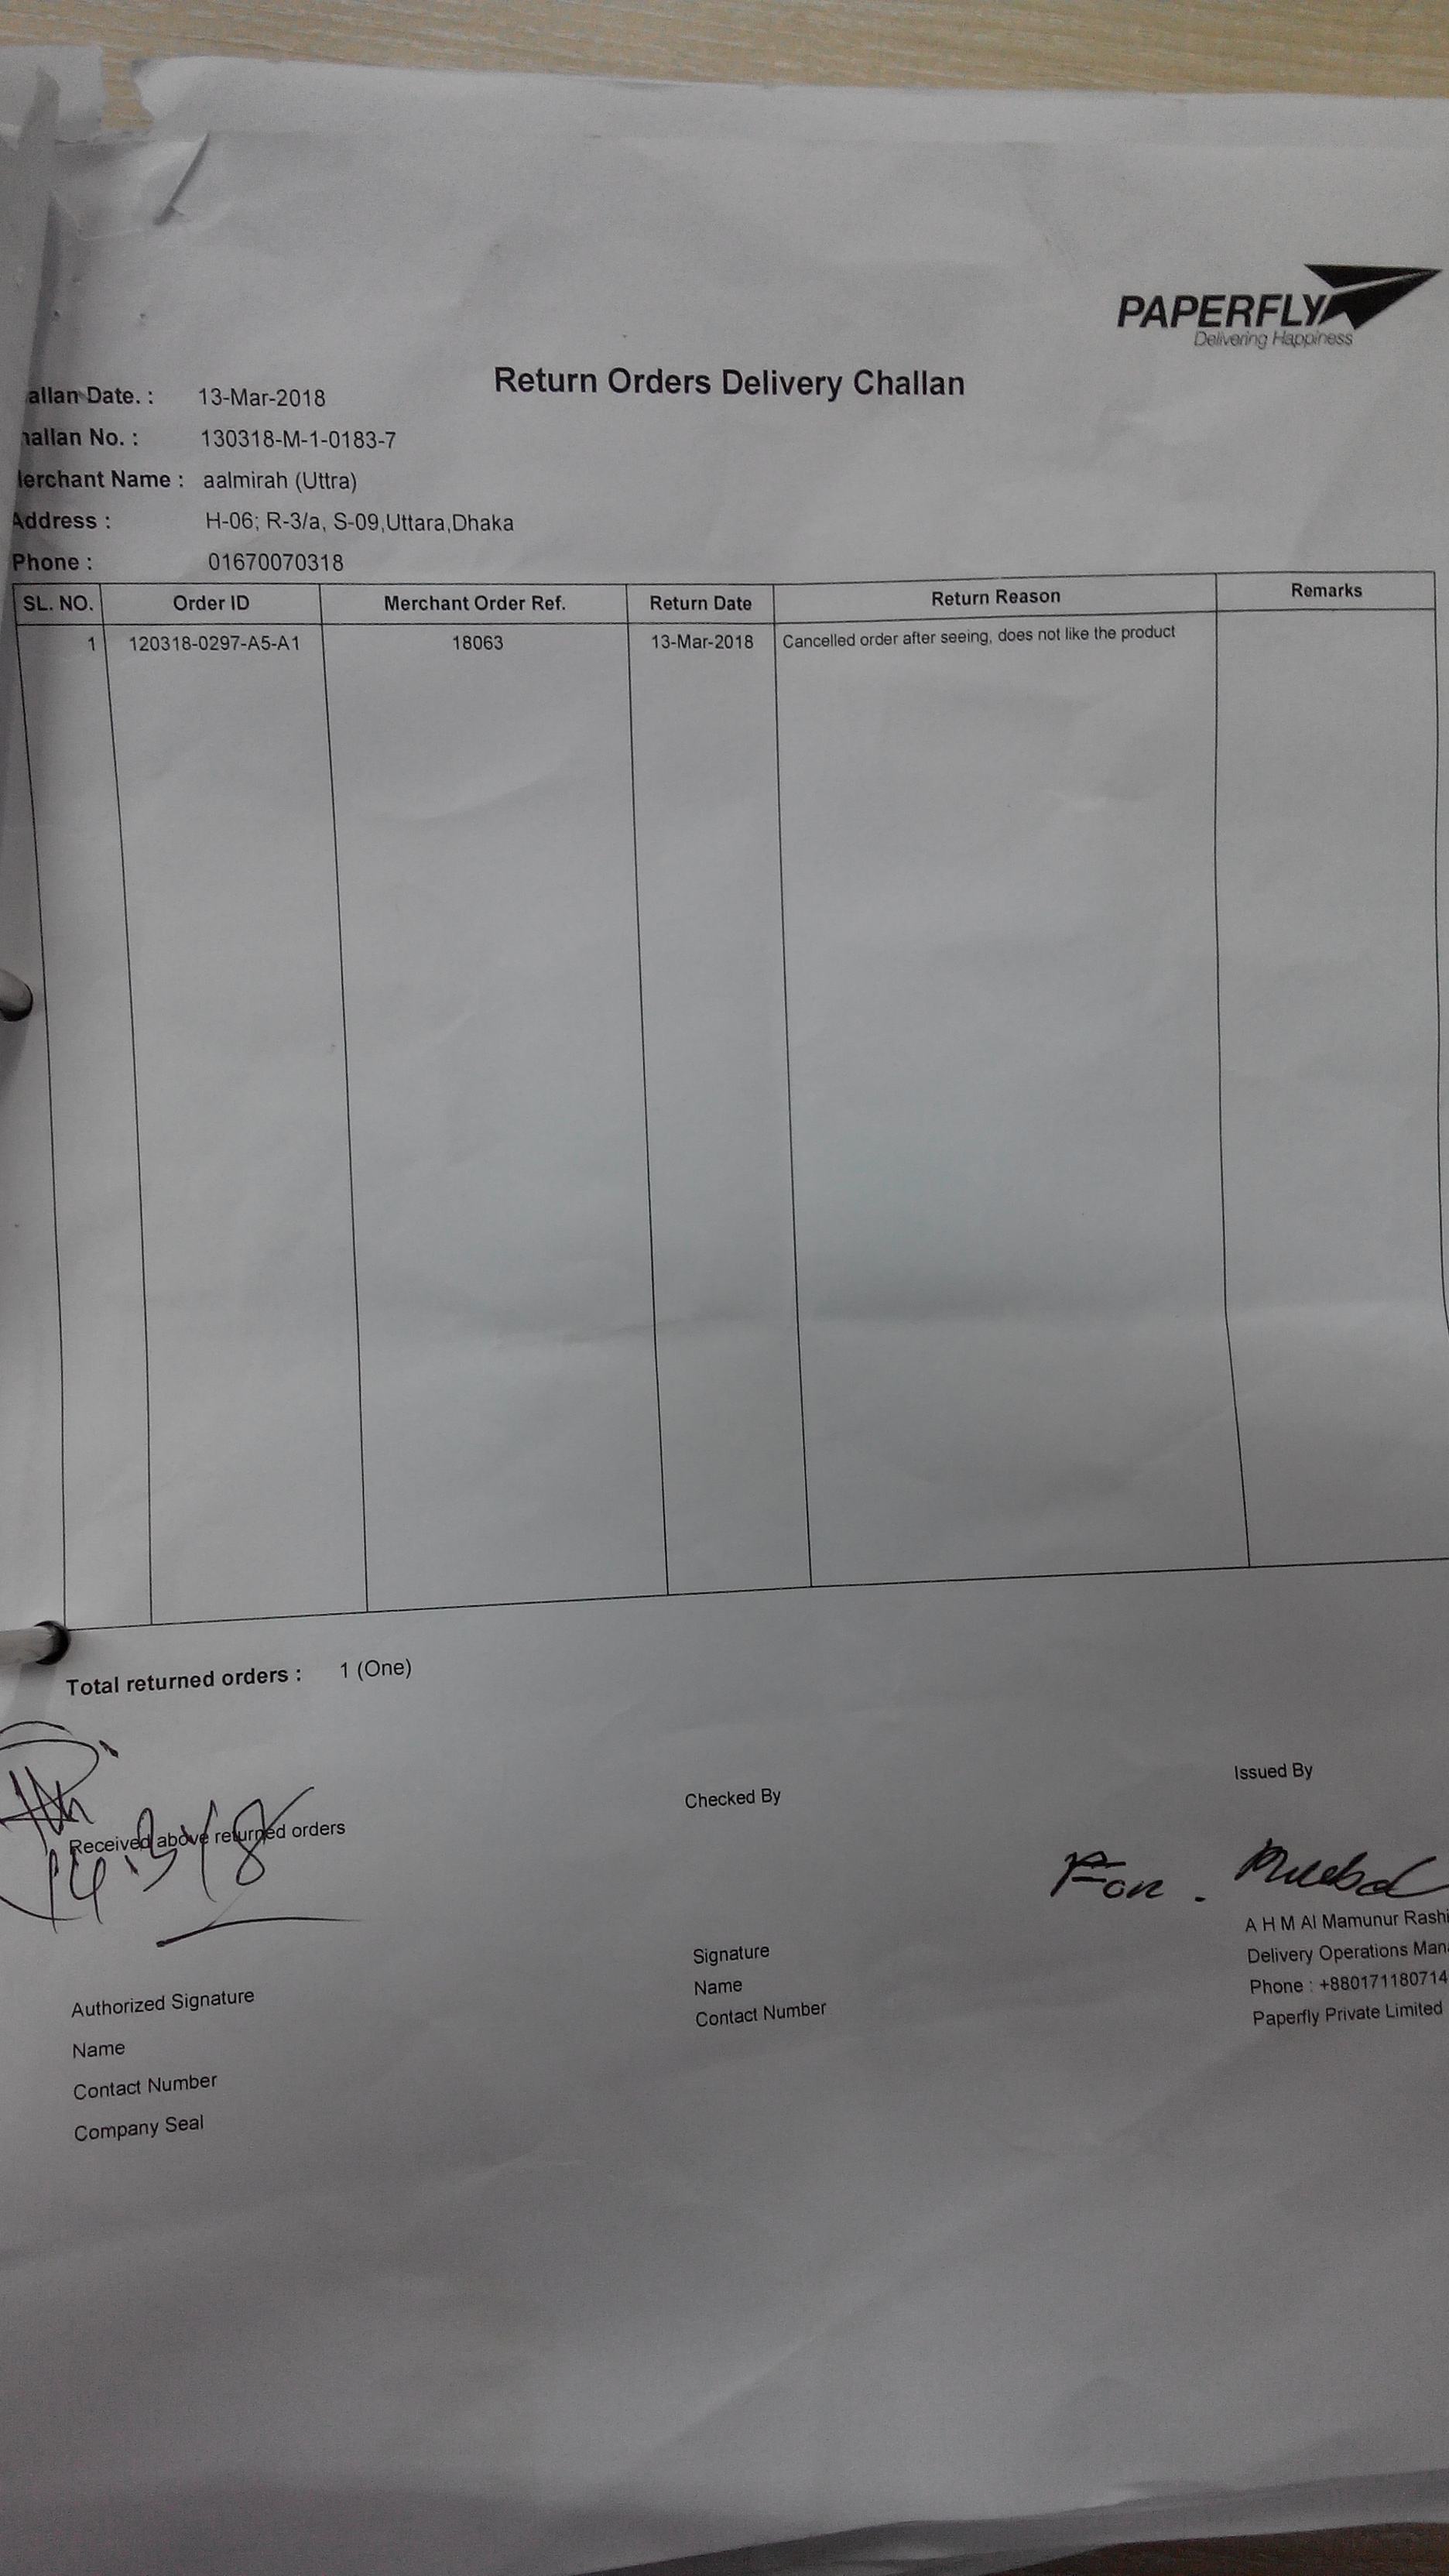 PAPERFLY
Delivering Happiness
Return Orders Delivery Challan
allan Date. : 13-Mar-2018
hallan No. : 130318-M-1-0183-7
Merchant Name : aalmirah (Uttra)
Address : H-06; R-3/a, S-09,Uttara,Dhaka
Phone : 01670070318
SL. NO. Order ID Merchant Order Ref. Return Date Return Reason Remarks
1 120318-0297-A5-A1 18063 13-Mar-2018 Cancelled order after seeing, does not like the product
Total returned orders : 1 (One)
Received above returned orders
14.3.18
Authorized Signature
Name
Contact Number
Company Seal
Checked By
Signature
Name
Contact Number
Issued By
For.
A H M Al Mamunur Rashi
Delivery Operations Man
Phone : +880171180714
Paperfly Private Limited